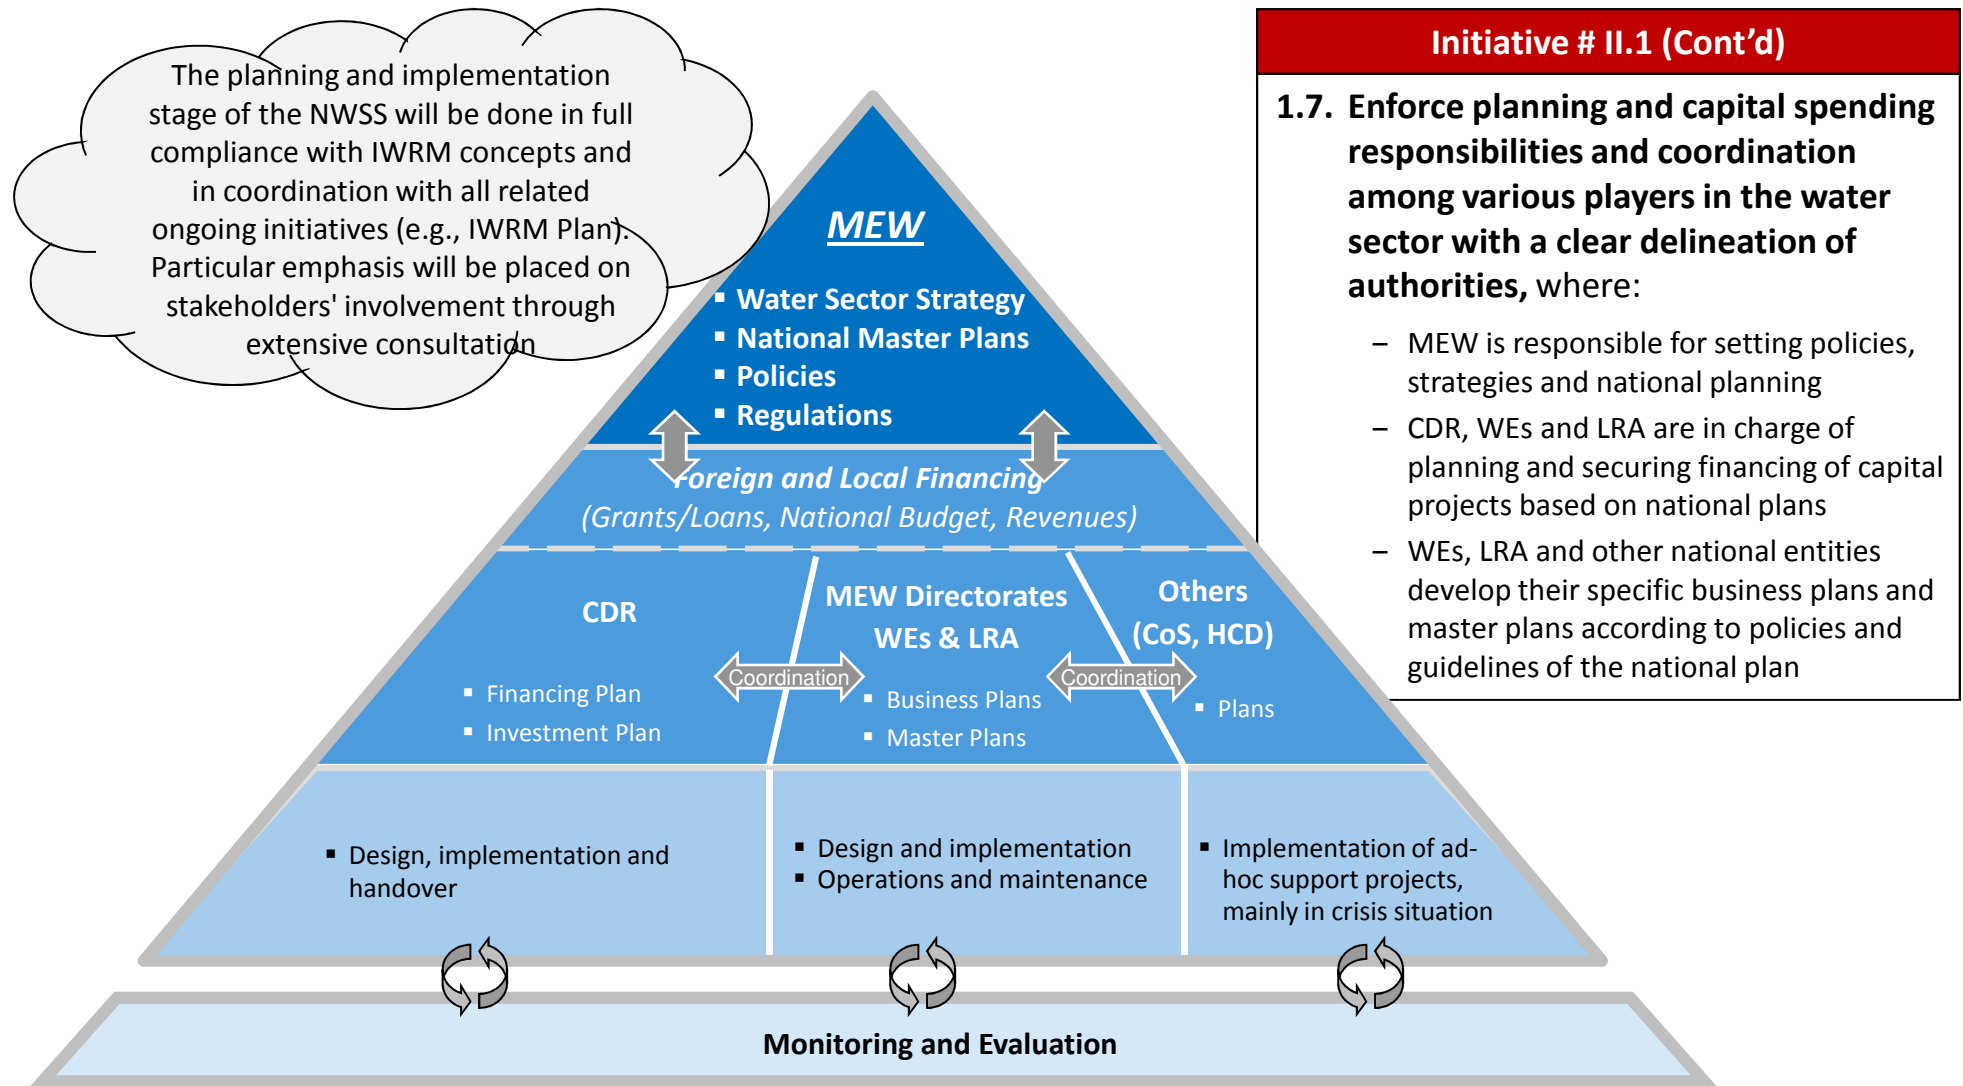 The planning and implementation
stage of the NWSS will be done in full
compliance with IWRM concepts and
in coordination with all related
ongoing initiatives (e.g., IWRM Plan).
Particular emphasis will be placed on
stakeholders' involvement through
extensive consultation
Initiative # II.1 (Cont’d)
1.7. Enforce planning and capital spending
responsibilities and coordination
among various players in the water
sector with a clear delineation of
authorities, where:
– MEW is responsible for setting policies,
strategies and national planning
– CDR, WEs and LRA are in charge of
planning and securing financing of capital
projects based on national plans
– WEs, LRA and other national entities
develop their specific business plans and
master plans according to policies and
guidelines of the national plan
MEW
▪ Water Sector Strategy
▪ National Master Plans
▪ Policies
▪ Regulations
Foreign and Local Financing
(Grants/Loans, National Budget, Revenues)
CDR
▪ Financing Plan
▪ Investment Plan
Coordination
MEW Directorates
WEs & LRA
▪ Business Plans
▪ Master Plans
Coordination
Others
(CoS, HCD)
▪ Plans
▪ Design, implementation and
handover
▪ Design and implementation
▪ Operations and maintenance
▪ Implementation of ad-
hoc support projects,
mainly in crisis situation
Monitoring and Evaluation